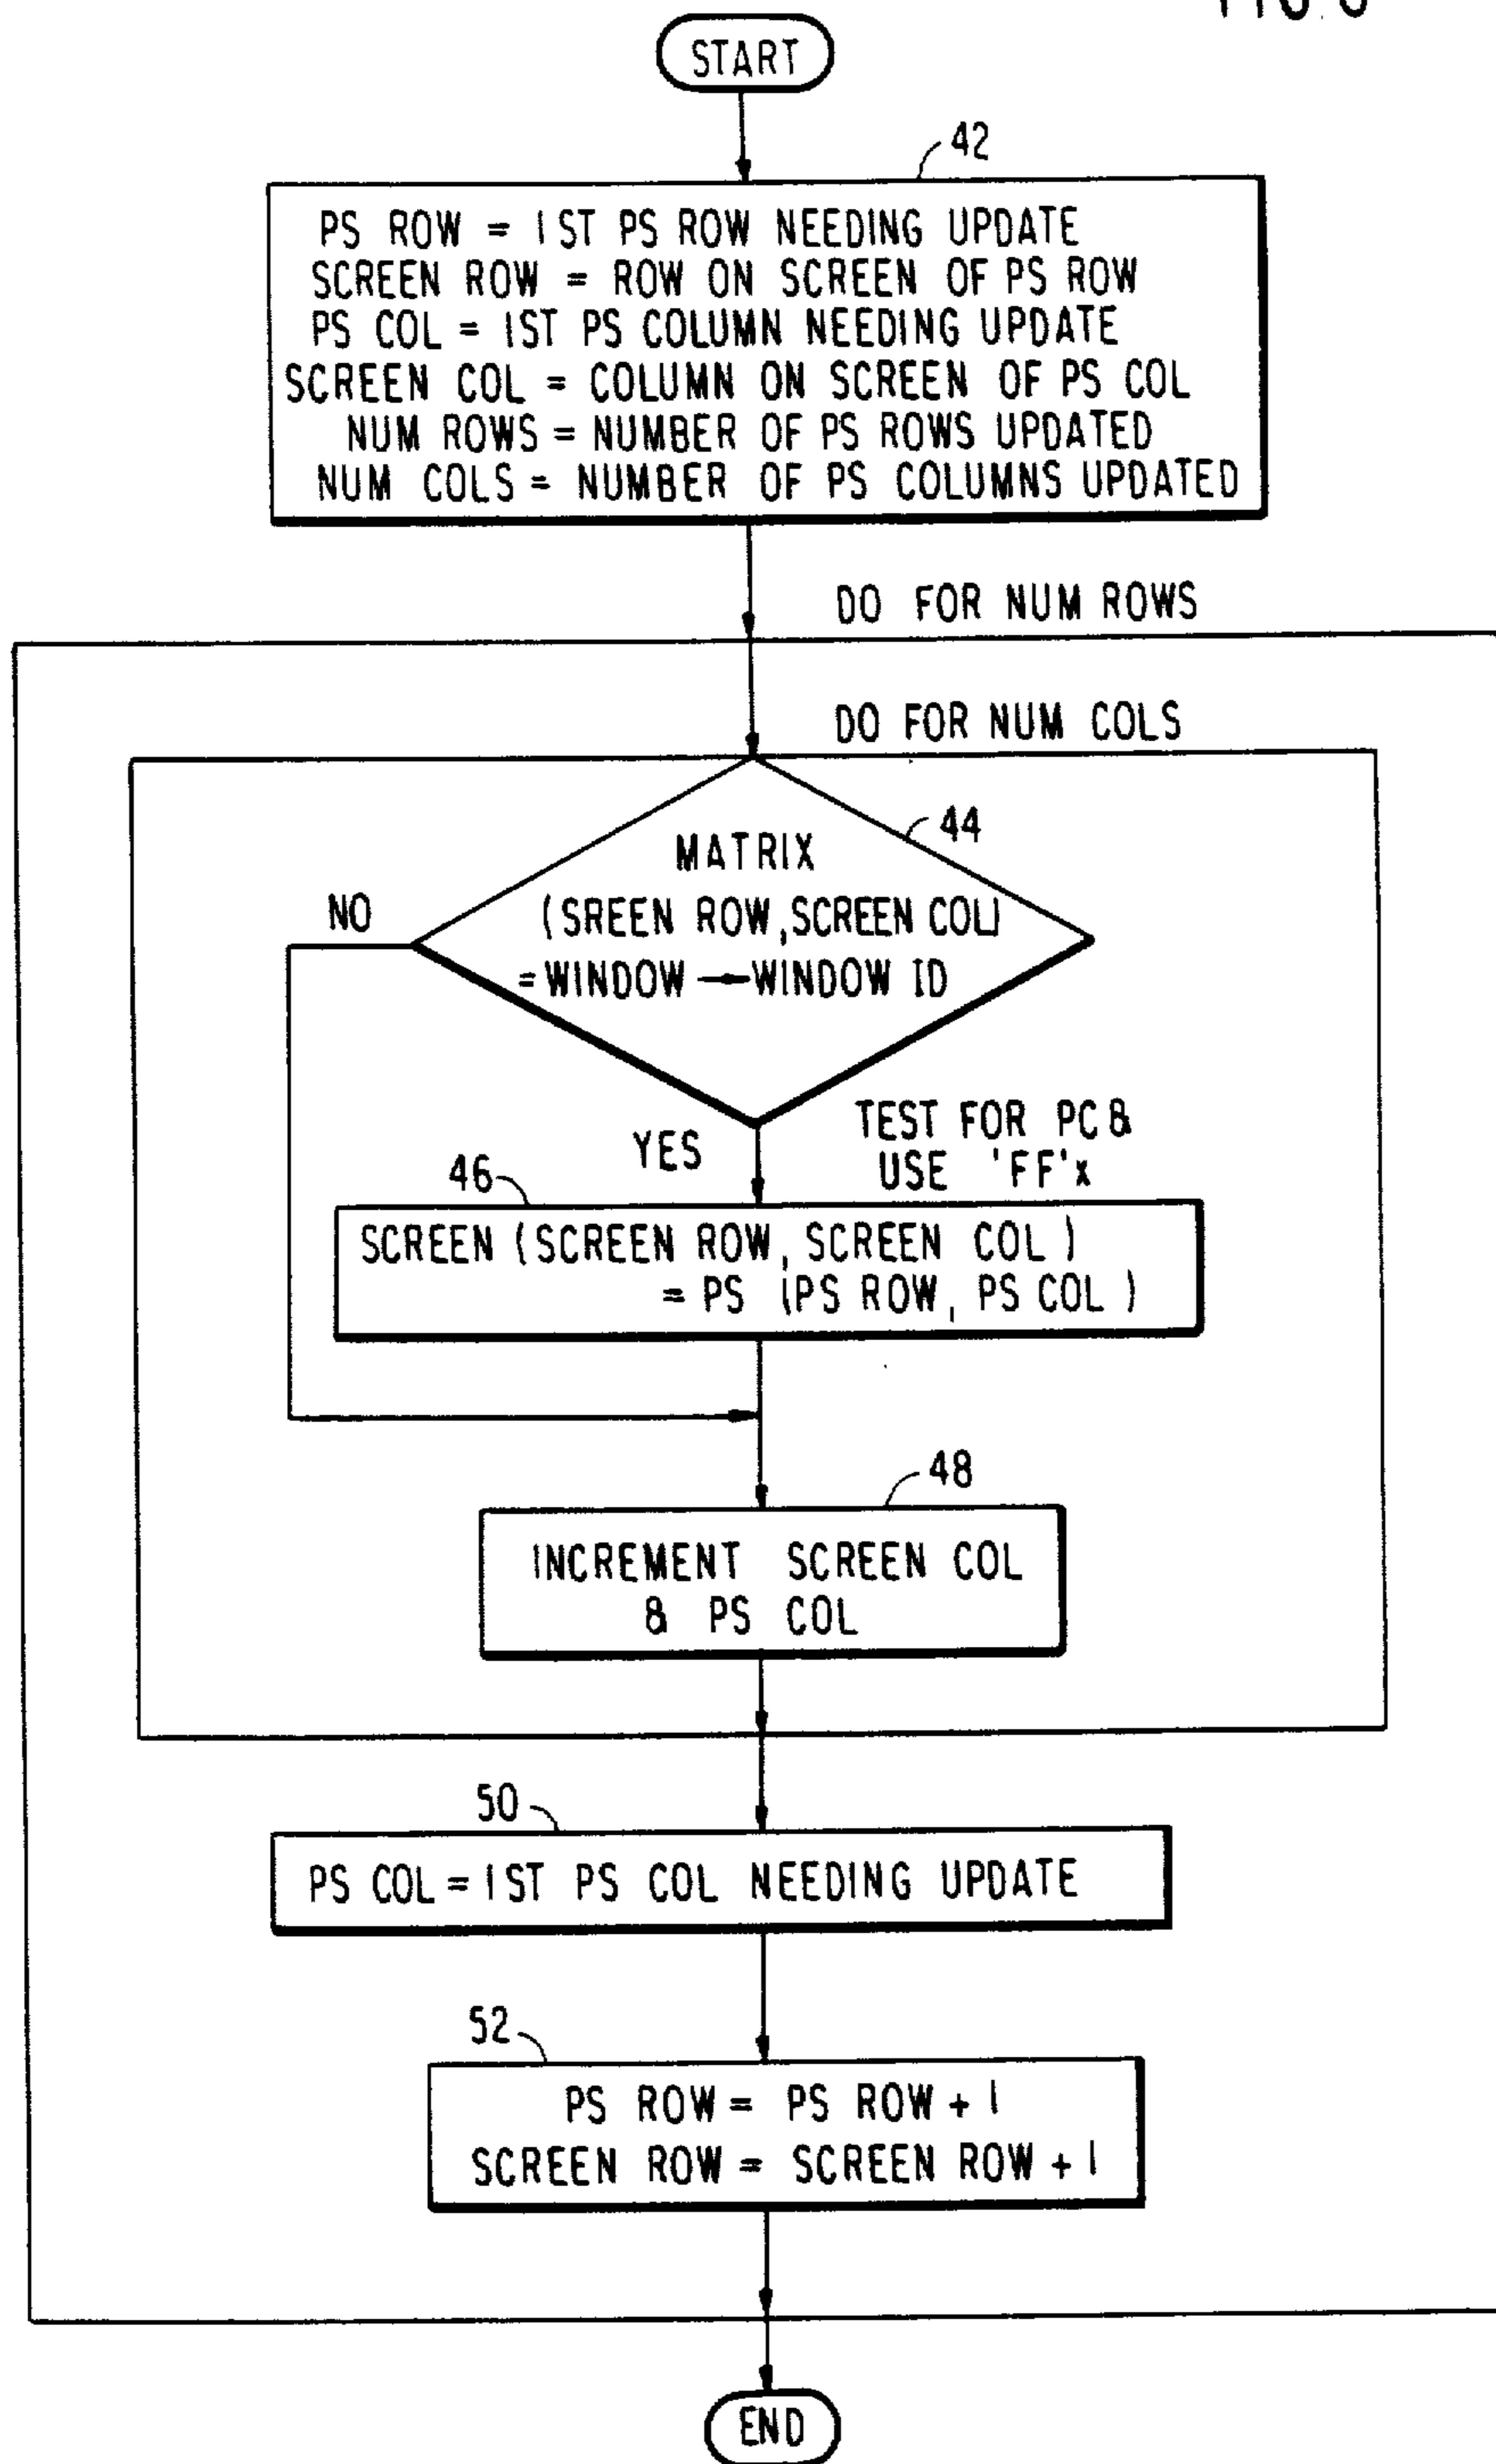 START
42
PS ROW = 1ST PS ROW NEEDING UPDATE
SCREEN ROW = ROW ON SCREEN OF PS ROW
PS COL = 1ST PS COLUMN NEEDING UPDATE
SCREEN COL = COLUMN ON SCREEN OF PS COL
NUM ROWS = NUMBER OF PS ROWS UPDATED
NUM COLS = NUMBER OF PS COLUMNS UPDATED
DO FOR NUM ROWS
DO FOR NUM COLS
44
MATRIX
(SREEN ROW, SCREEN COL)
= WINDOW → WINDOW ID
NO
YES
TEST FOR PC &
USE 'FF'x
46
SCREEN (SCREEN ROW, SCREEN COL)
= PS (PS ROW, PS COL)
48
INCREMENT SCREEN COL
& PS COL
50
PS COL = 1ST PS COL NEEDING UPDATE
52
PS ROW = PS ROW + 1
SCREEN ROW = SCREEN ROW + 1
END